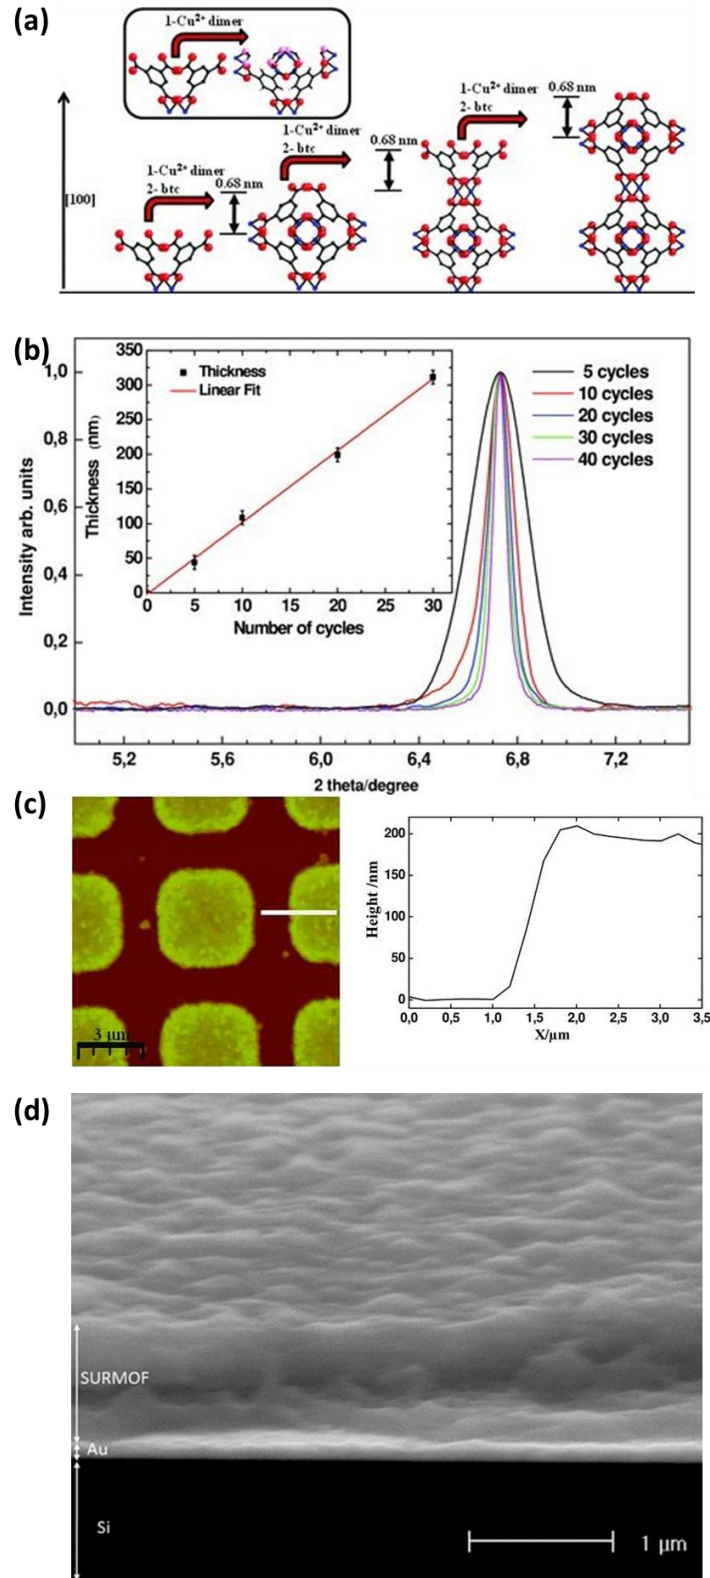 (a)
1-Cu²⁺ dimer
1-Cu²⁺ dimer
2- btc
0.68 nm
1-Cu²⁺ dimer
2- btc
0.68 nm
1-Cu²⁺ dimer
2- btc
0.68 nm
[100]
(b)
1,0
0,8
0,6
0,4
0,2
0,0
Intensity arb. units
5,2
5,6
6,0
6,4
6,8
7,2
2 theta/degree
350
300
250
200
150
100
50
0
Thickness (nm)
0
5
10
15
20
25
30
Number of cycles
Thickness
Linear Fit
5 cycles
10 cycles
20 cycles
30 cycles
40 cycles
(c)
3 µm
200
150
100
50
0
Height /nm
0,0
0,5
1,0
1,5
2,0
2,5
3,0
3,5
X/µm
(d)
SURMOF
Au
Si
1 µm